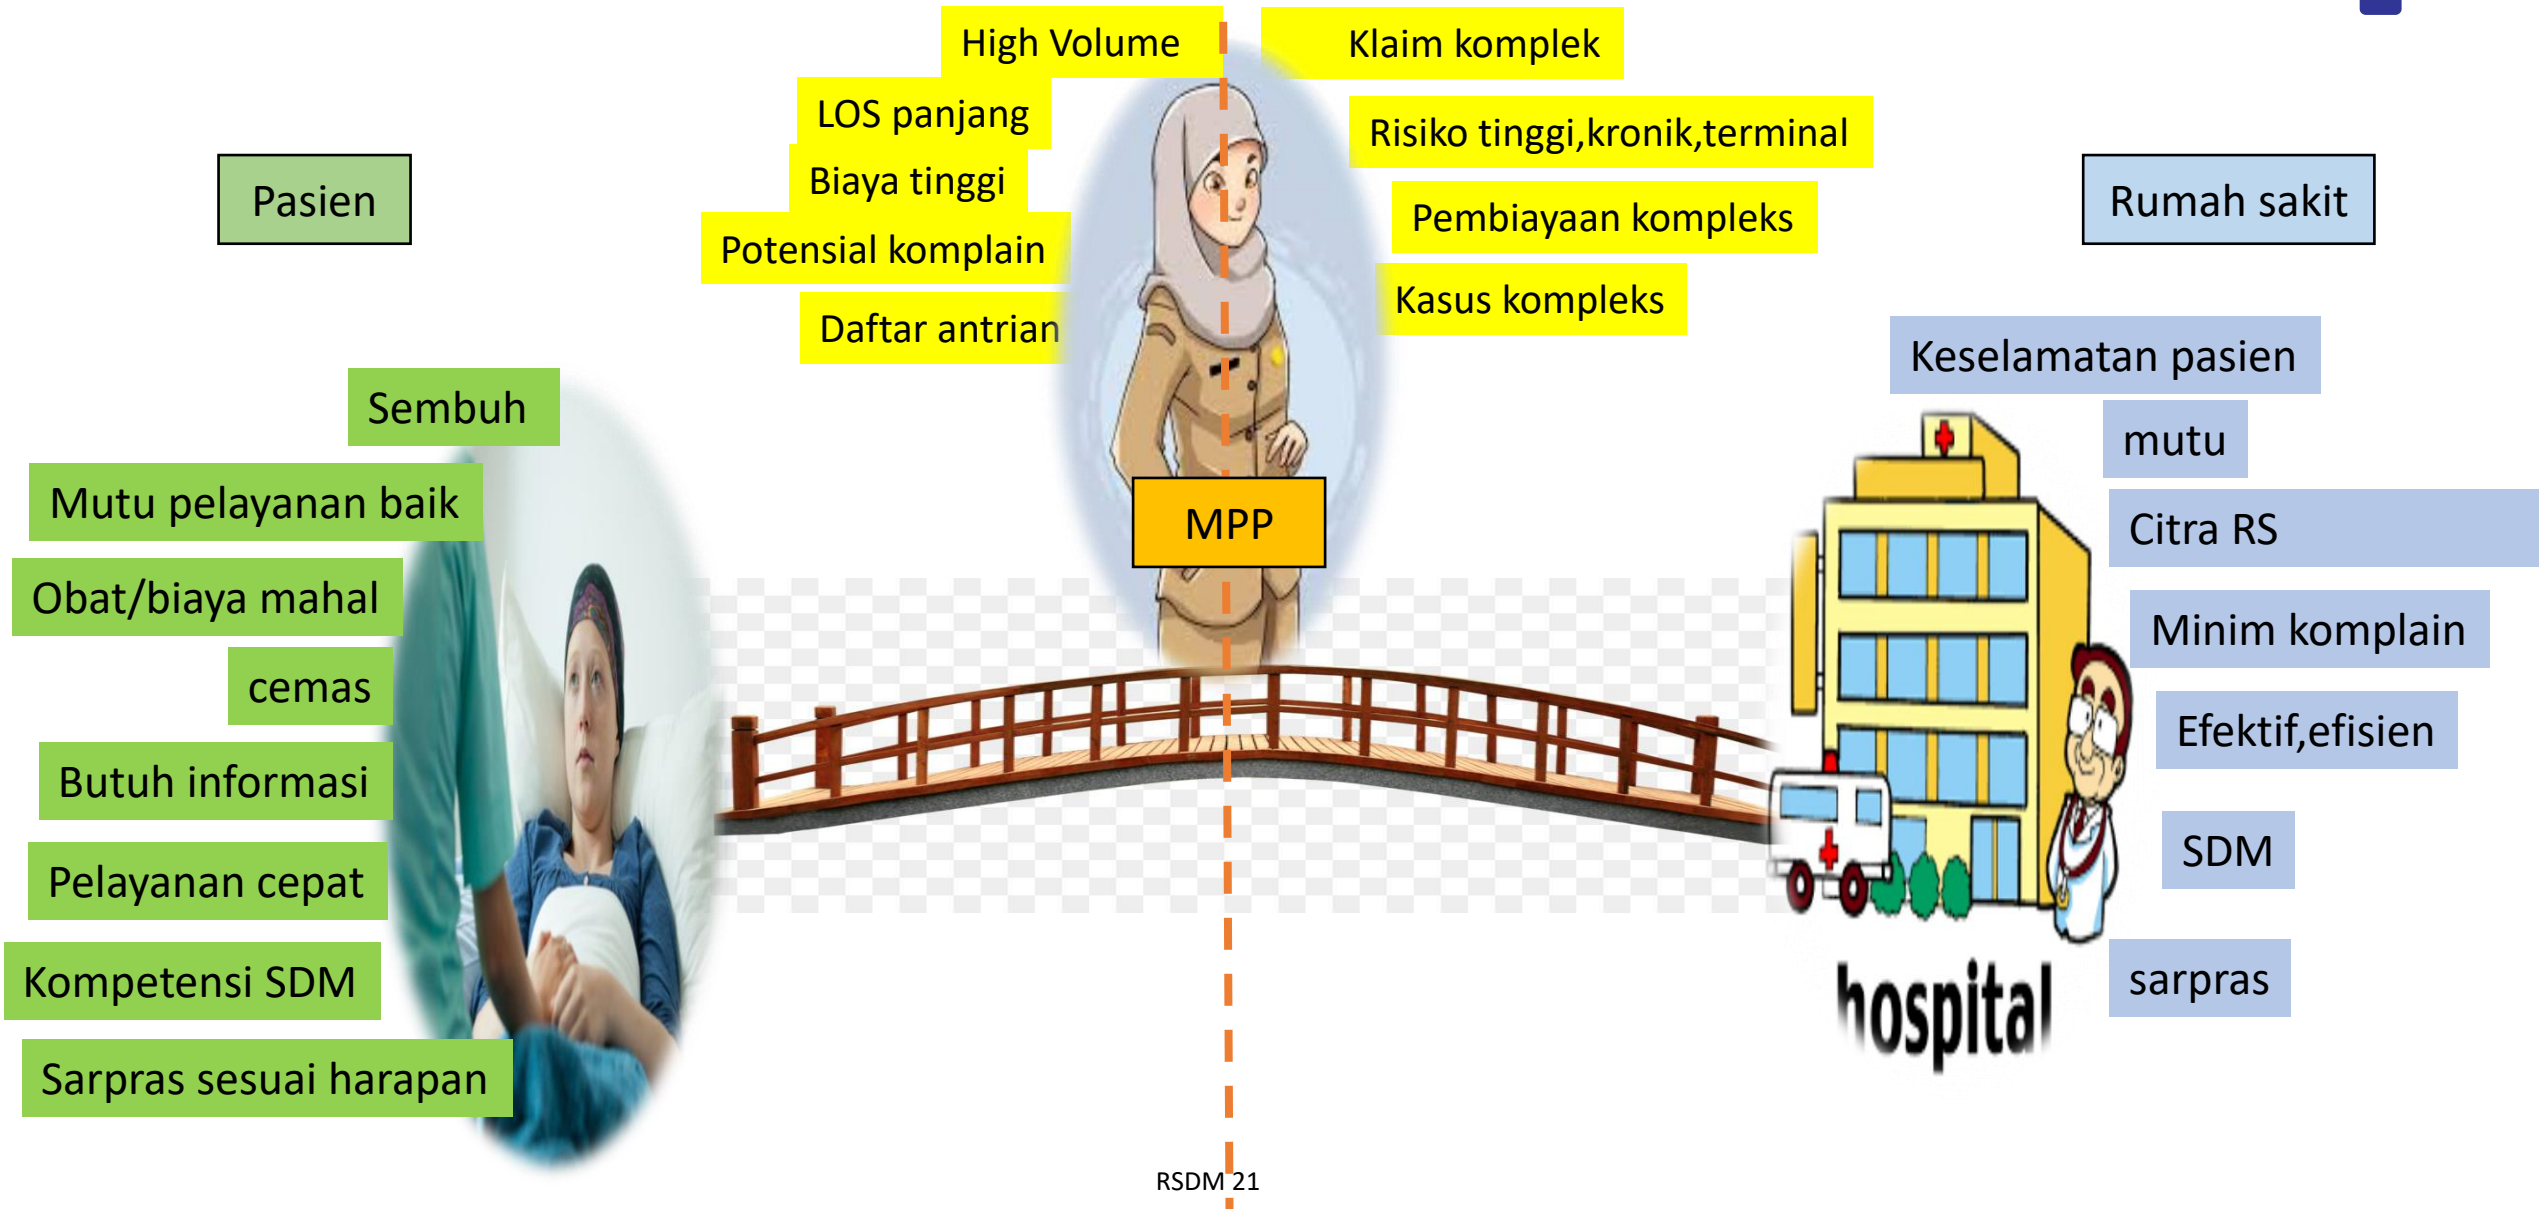 High Volume
Klaim komplek
LOS panjang
Risiko tinggi,kronik,terminal
Biaya tinggi
Pembiayaan kompleks
Potensial komplain
Kasus kompleks
Daftar antrian
MPP
Pasien
Sembuh
Mutu pelayanan baik
Obat/biaya mahal
cemas
Butuh informasi
Pelayanan cepat
Kompetensi SDM
Sarpras sesuai harapan
Rumah sakit
Keselamatan pasien
mutu
Citra RS
Minim komplain
Efektif,efisien
SDM
sarpras
hospital
RSDM 21